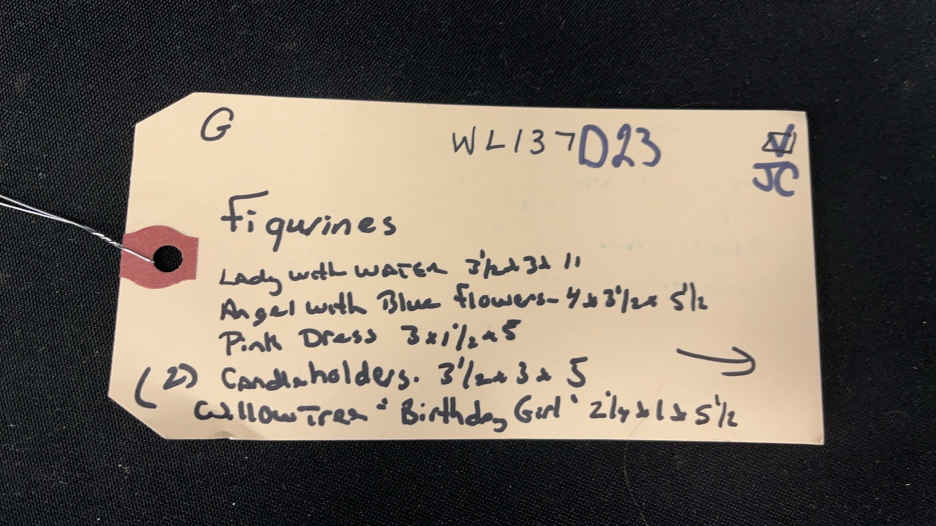 G
WL137 D23
JC
Figurines
Lady with WATER 3 1/2 x 3 x 11
Angel with Blue flowers - 4 x 3 1/2 x 5 1/2
Pink Dress 3 x 1 1/2 x 5
(2) Candleholders. 3 1/2 x 3 x 5
Willow Tree "Birthday Girl" 2 1/4 x 1 x 5 1/2